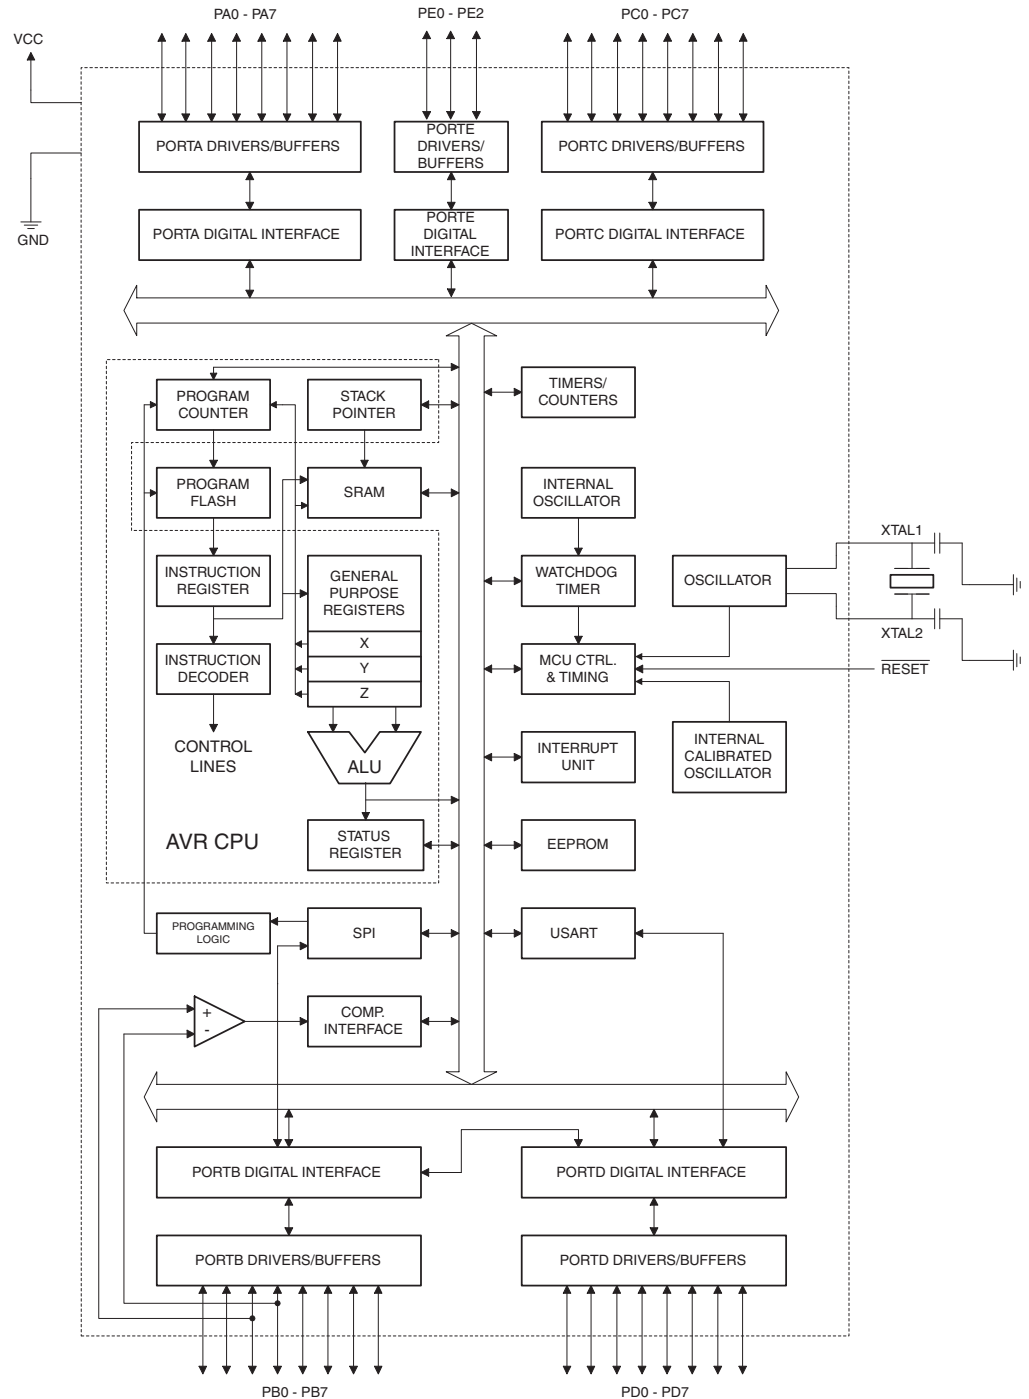 PA0 - PA7
PE0 - PE2
PC0 - PC7
VCC
GND
PORTA DRIVERS/BUFFERS
PORTE
DRIVERS/
BUFFERS
PORTC DRIVERS/BUFFERS
PORTA DIGITAL INTERFACE
PORTE
DIGITAL
INTERFACE
PORTC DIGITAL INTERFACE
PROGRAM
COUNTER
STACK
POINTER
TIMERS/
COUNTERS
PROGRAM
FLASH
SRAM
INTERNAL
OSCILLATOR
XTAL1
INSTRUCTION
REGISTER
GENERAL
PURPOSE
REGISTERS
WATCHDOG
TIMER
OSCILLATOR
XTAL2
X
Y
Z
INSTRUCTION
DECODER
MCU CTRL.
& TIMING
RESET
CONTROL
LINES
ALU
INTERRUPT
UNIT
INTERNAL
CALIBRATED
OSCILLATOR
AVR CPU
STATUS
REGISTER
EEPROM
PROGRAMMING
LOGIC
SPI
USART
+
-
COMP.
INTERFACE
PORTB DIGITAL INTERFACE
PORTD DIGITAL INTERFACE
PORTB DRIVERS/BUFFERS
PORTD DRIVERS/BUFFERS
PB0 - PB7
PD0 - PD7